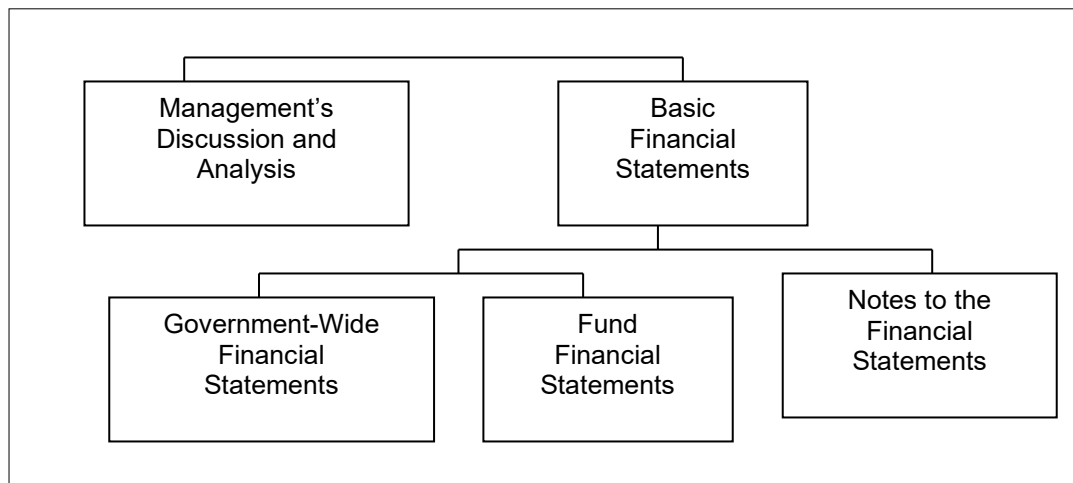 Management’s
Discussion and
Analysis
Basic
Financial
Statements
Government-Wide
Financial
Statements
Fund
Financial
Statements
Notes to the
Financial
Statements